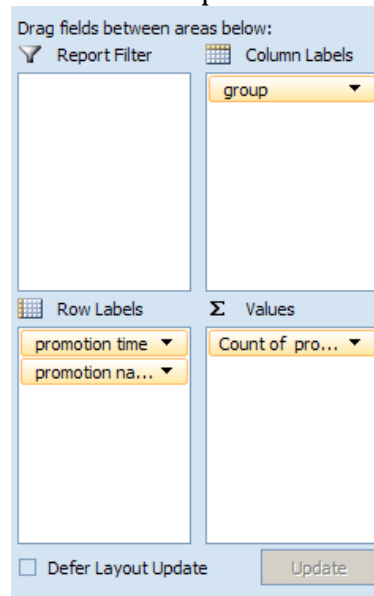 Drag fields between areas below:
Report Filter
Column Labels
group
Row Labels
Σ Values
promotion time
promotion na...
Count of pro...
Defer Layout Update
Update